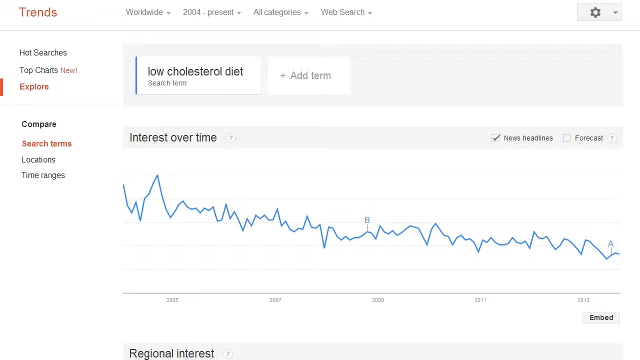 Trends
Worldwide 2004 - present All categories Web Search
Hot Searches
Top Charts New!
Explore
Compare
Search terms
Locations
Time ranges
low cholesterol diet
Search term
+ Add term
Interest over time ?
News headlines Forecast ?
B
A
2005 2007 2009 2011 2013
Embed
Regional interest ?